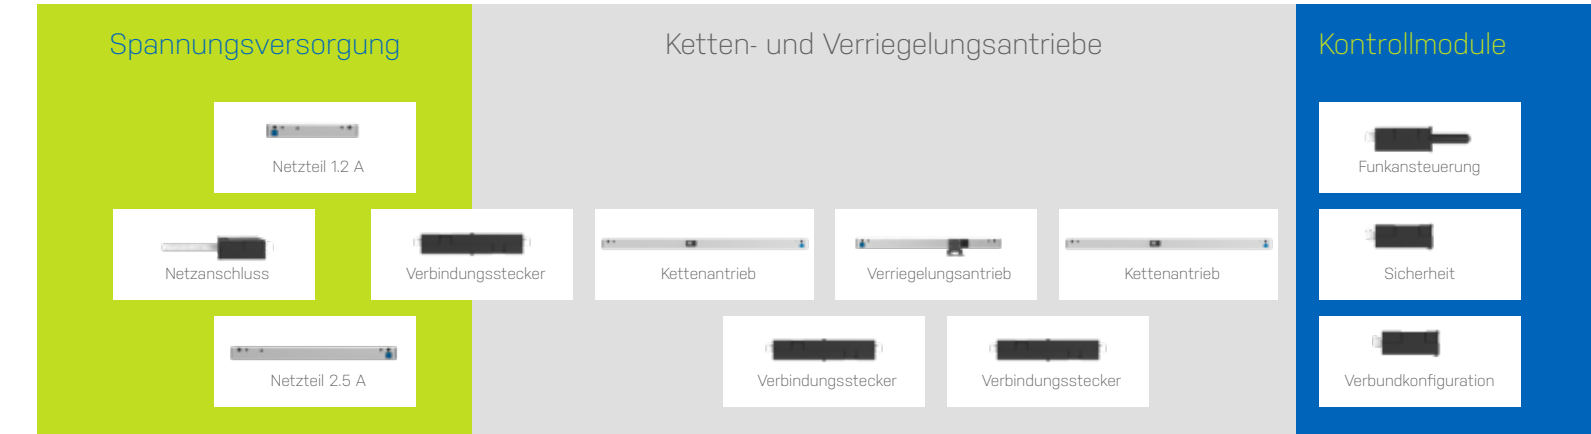 Spannungsversorgung
Ketten- und Verriegelungsantriebe
Kontrollmodule
Netzteil 1.2 A
Funkansteuerung
Netzanschluss
Verbindungsstecker
Kettenantrieb
Verriegelungsantrieb
Kettenantrieb
Sicherheit
Netzteil 2.5 A
Verbindungsstecker
Verbindungsstecker
Verbundkonfiguration